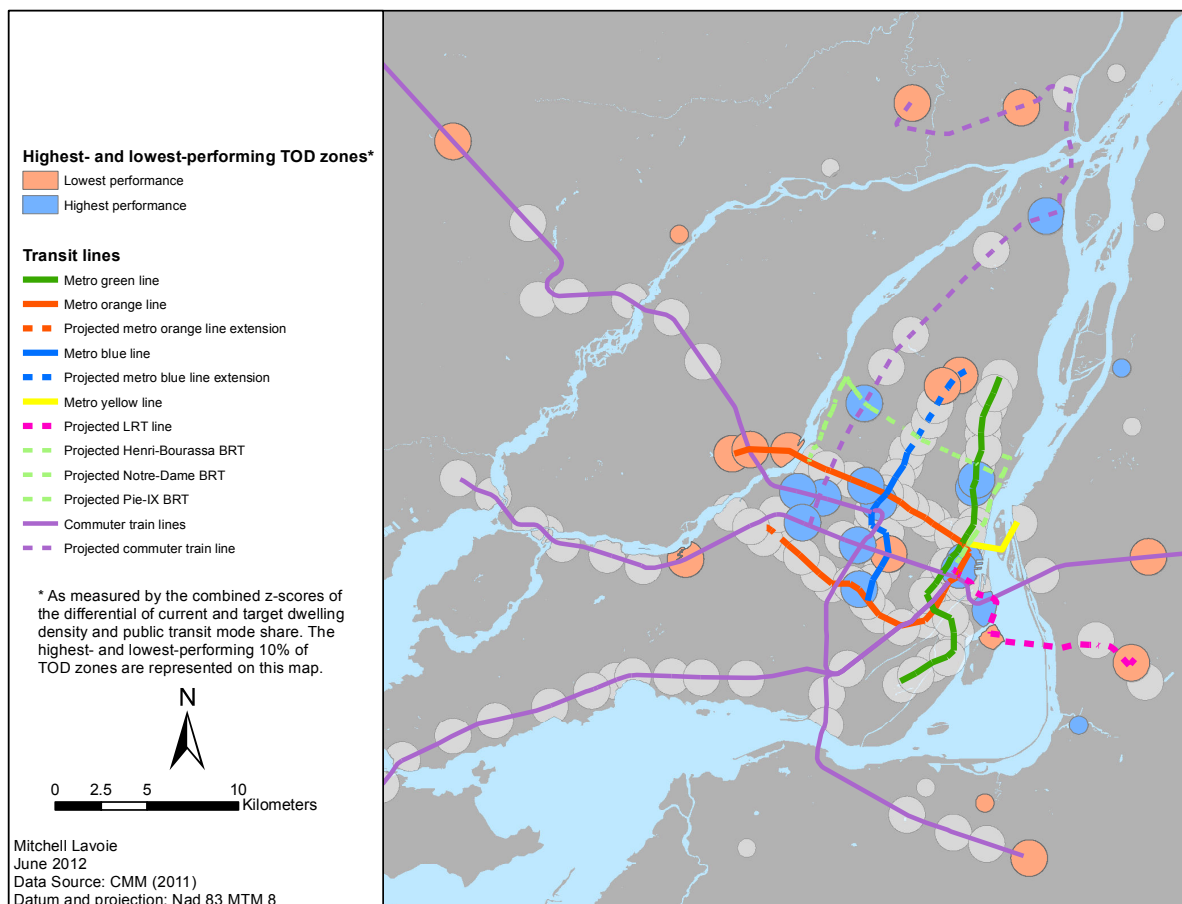 Highest- and lowest-performing TOD zones*
Lowest performance
Highest performance
Transit lines
Metro green line
Metro orange line
Projected metro orange line extension
Metro blue line
Projected metro blue line extension
Metro yellow line
Projected LRT line
Projected Henri-Bourassa BRT
Projected Notre-Dame BRT
Projected Pie-IX BRT
Commuter train lines
Projected commuter train line
* As measured by the combined z-scores of
the differential of current and target dwelling
density and public transit mode share. The
highest- and lowest-performing 10% of
TOD zones are represented on this map.
N
0 2.5 5 10
Kilometers
Mitchell Lavoie
June 2012
Data Source: CMM (2011)
Datum and projection: Nad 83 MTM 8